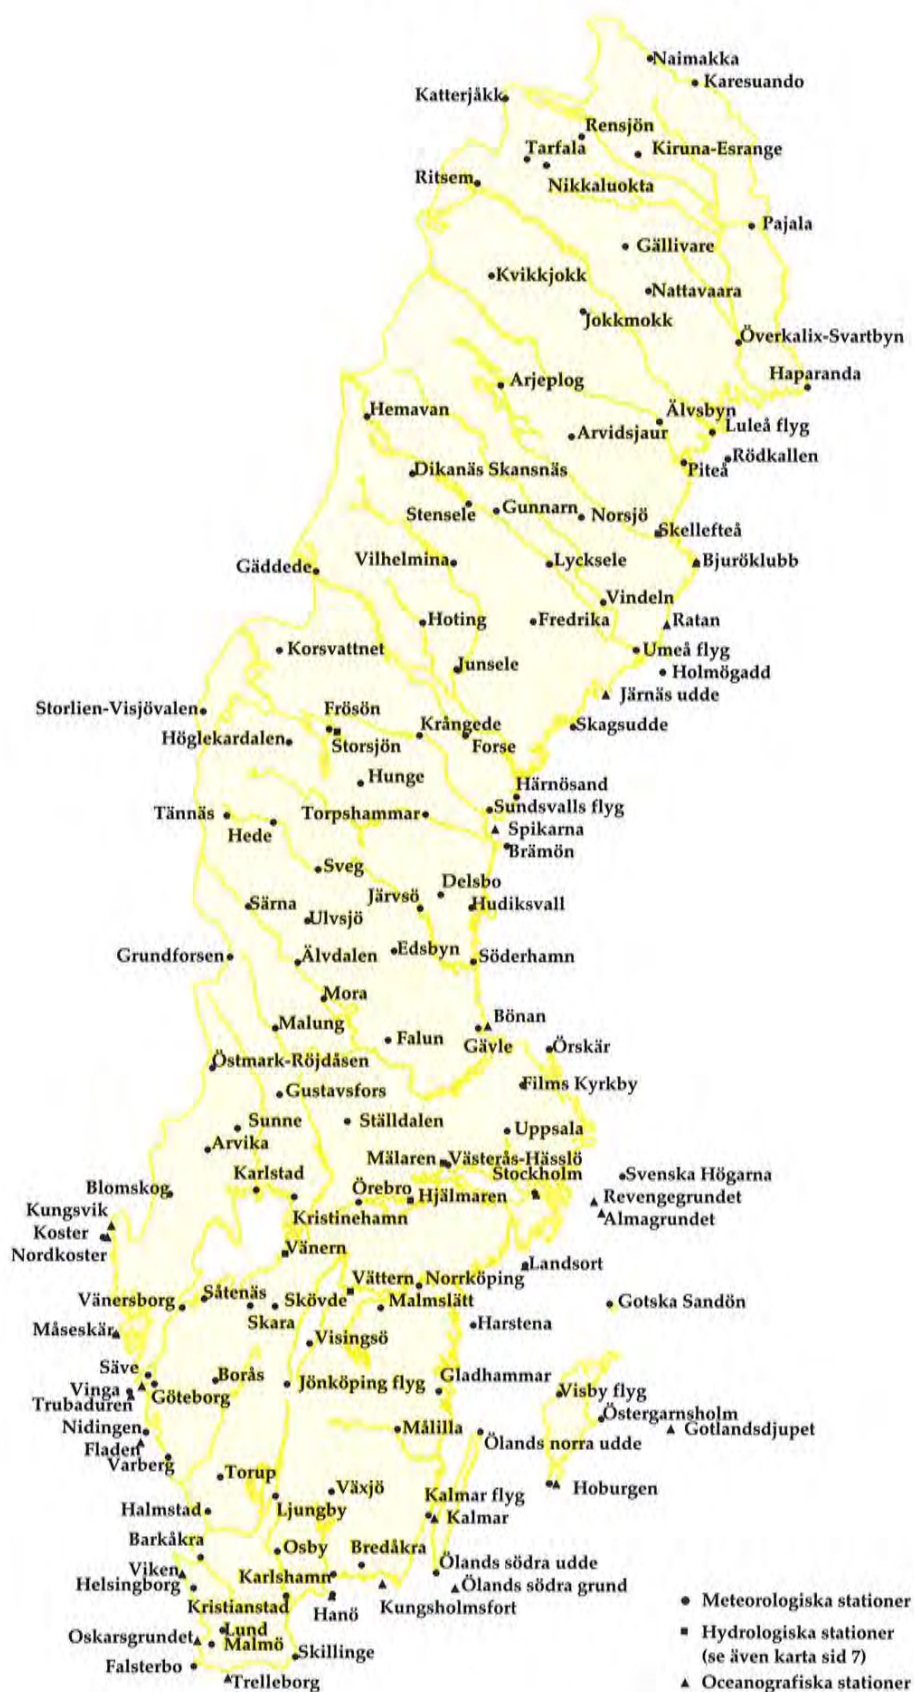 Naimakka
Karesuando
Katterjåkk
Rensjön
Tarfala
Kiruna-Esrange
Ritsem
Nikkaluokta
Pajala
Gällivare
Kvikkjokk
Nattavaara
Jokkmokk
Överkalix-Svartbyn
Haparanda
Arjeplog
Hemavan
Älvsbyn
Luleå flyg
Arvidsjaur
Rödkallen
Piteå
Dikanäs Skansnäs
Stensele
Gunnarn
Norsjö
Skellefteå
Gäddede
Vilhelmina
Lycksele
Bjuröklubb
Vindeln
Hoting
Fredrika
Ratan
Korsvattnet
Umeå flyg
Junsele
Holmögadd
Järnäs udde
Storlien-Visjövalen
Frösön
Krångede
Skagsudde
Höglekardalen
Storsjön
Forse
Hunge
Härnösand
Tännäs
Torpshammar
Sundsvalls flyg
Hede
Spikarna
Brämön
Sveg
Delsbo
Särna
Järvsö
Hudiksvall
Ulvsjö
Grundforsen
Älvdalen
Edsbyn
Söderhamn
Mora
Malung
Bönan
Falun
Gävle
Örskär
Östmark-Röjdåsen
Films Kyrkby
Gustavsfors
Sunne
Ställdalen
Uppsala
Arvika
Mälaren
Västerås-Hässlö
Stockholm
Svenska Högarna
Blomskog
Karlstad
Örebro
Hjälmaren
Revengegrundet
Kungsvik
Kristinehamn
Almagrundet
Koster
Nordkoster
Vänern
Landsort
Vättern
Norrköping
Vänersborg
Såtenäs
Skövde
Malmslätt
Gotska Sandön
Skara
Måseskär
Visingsö
Harstena
Säve
Borås
Jönköping flyg
Gladhammar
Vinga
Göteborg
Visby flyg
Trubaduren
Östergarnsholm
Nidingen
Målilla
Ölands norra udde
Gotlandsdjupet
Fladen
Varberg
Torup
Växjö
Hoburgen
Halmstad
Ljungby
Kalmar flyg
Kalmar
Barkåkra
Osby
Bredåkra
Viken
Karlshamn
Ölands södra udde
Helsingborg
Ölands södra grund
Kristianstad
Hanö
Kungsholmsfort
Oskarsgrundet
Lund
Malmö
Skillinge
Falsterbo
Trelleborg
Meteorologiska stationer
Hydrologiska stationer
(se även karta sid 7)
Oceanografiska stationer